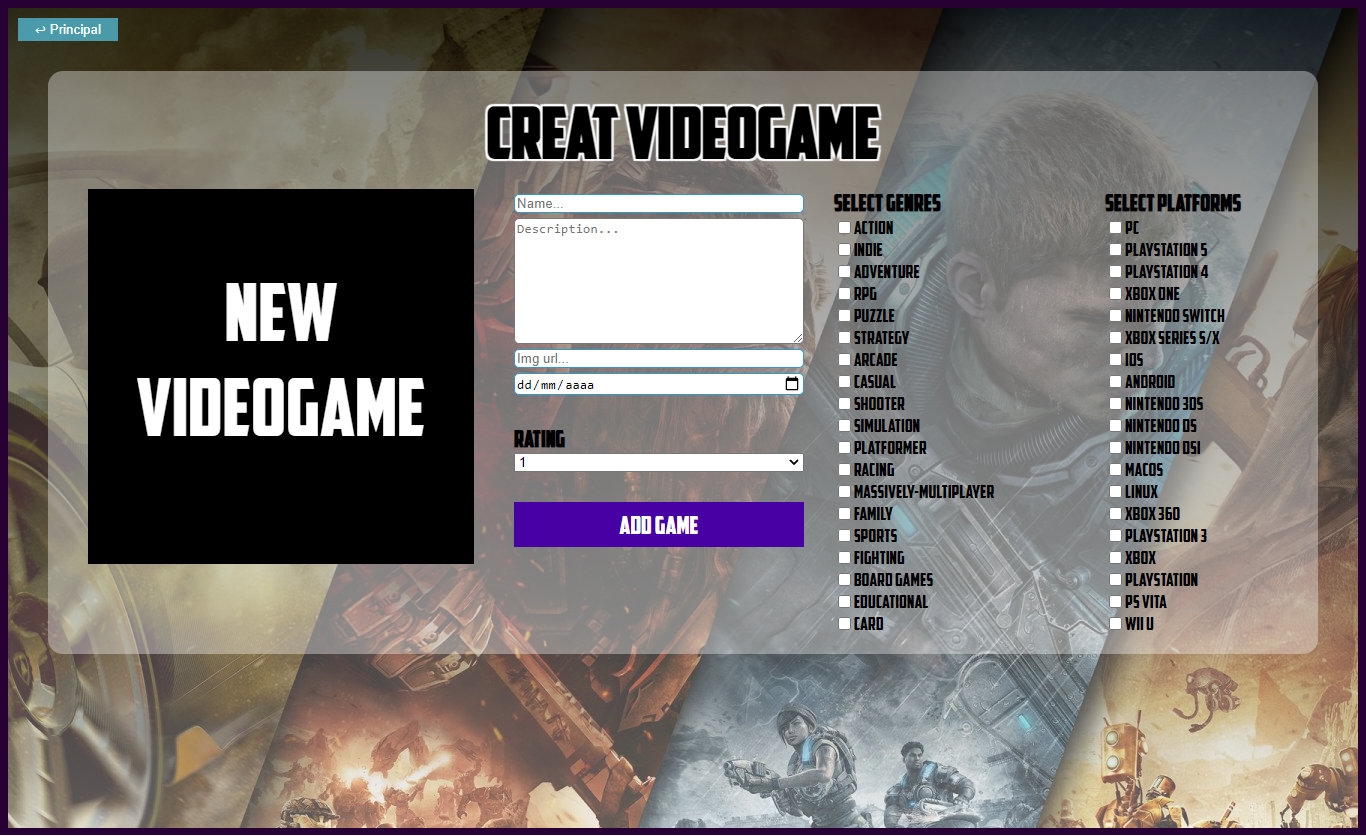 ↩ Principal
CREAT VIDEOGAME
NEW
VIDEOGAME
Name...
Description...
Img url...
dd/mm/aaaa
RATING
1
ADD GAME
SELECT GENRES
ACTION
INDIE
ADVENTURE
RPG
PUZZLE
STRATEGY
ARCADE
CASUAL
SHOOTER
SIMULATION
PLATFORMER
RACING
MASSIVELY-MULTIPLAYER
FAMILY
SPORTS
FIGHTING
BOARD GAMES
EDUCATIONAL
CARD
SELECT PLATFORMS
PC
PLAYSTATION 5
PLAYSTATION 4
XBOX ONE
NINTENDO SWITCH
XBOX SERIES S/X
IOS
ANDROID
NINTENDO 3DS
NINTENDO DS
NINTENDO DSI
MACOS
LINUX
XBOX 360
PLAYSTATION 3
XBOX
PLAYSTATION
PS VITA
WII U